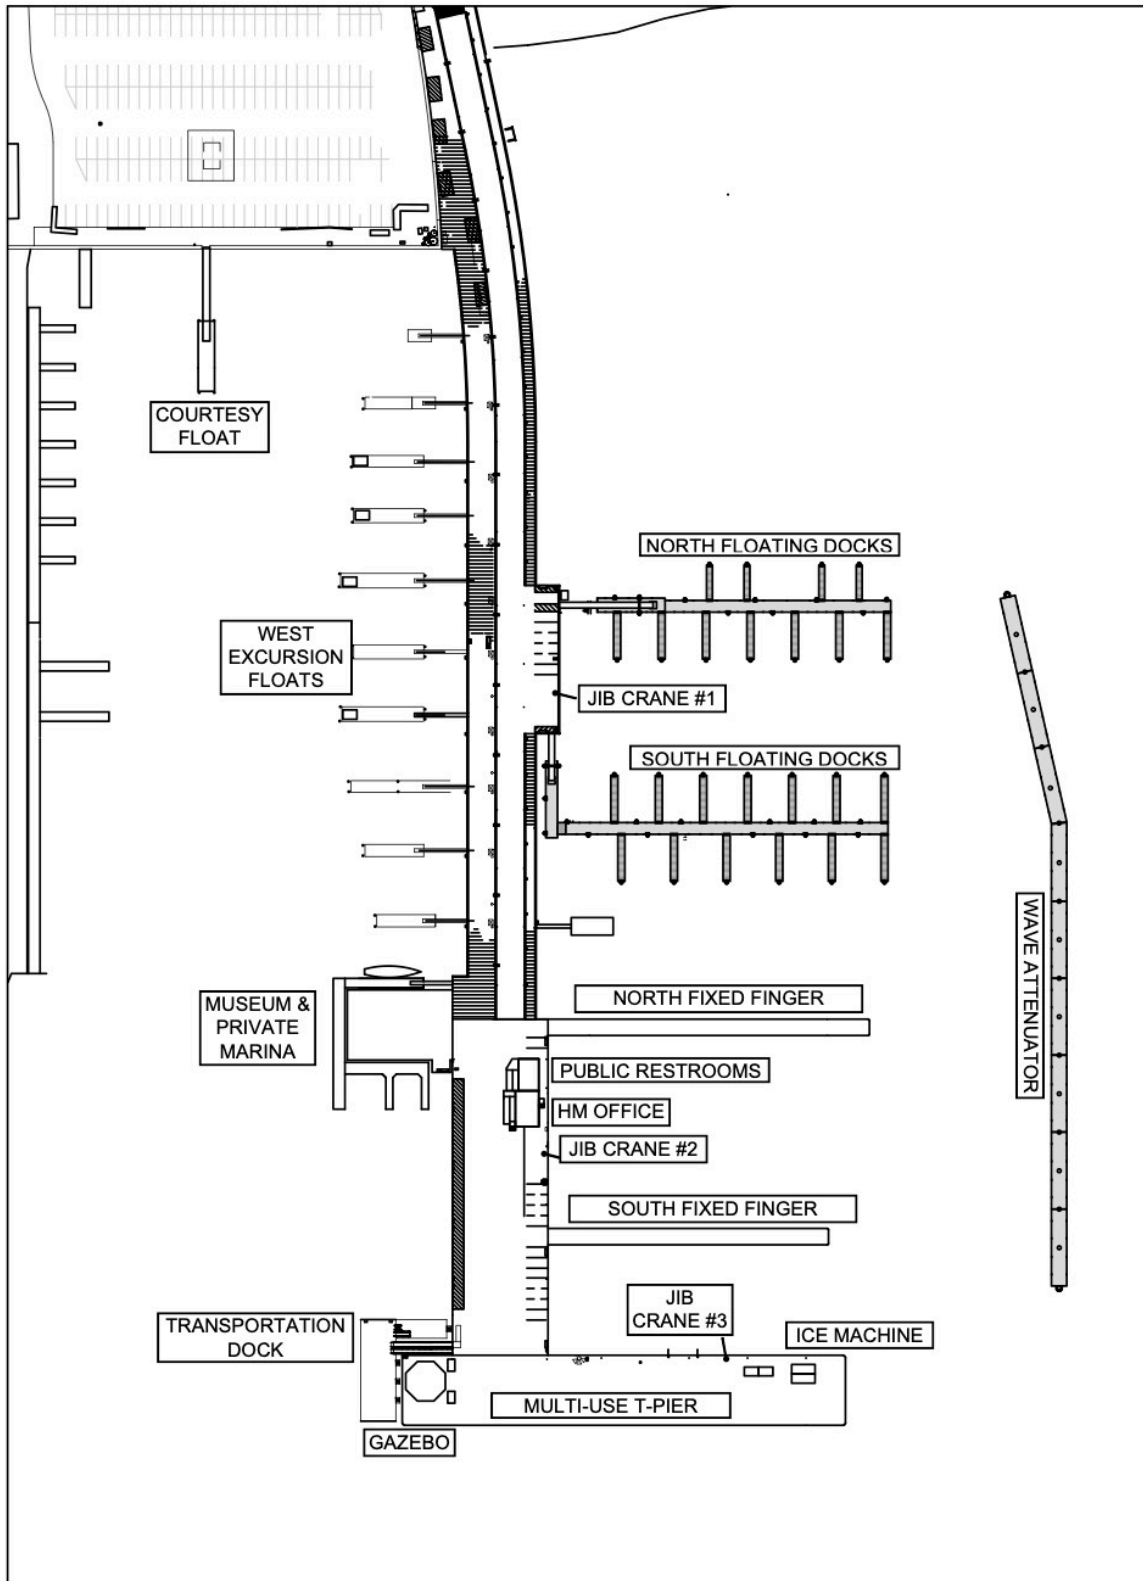 COURTESY
FLOAT
NORTH FLOATING DOCKS
WEST
EXCURSION
FLOATS
JIB CRANE #1
SOUTH FLOATING DOCKS
WAVE ATTENUATOR
MUSEUM &
PRIVATE
MARINA
NORTH FIXED FINGER
PUBLIC RESTROOMS
HM OFFICE
JIB CRANE #2
SOUTH FIXED FINGER
TRANSPORTATION
DOCK
JIB
CRANE #3
ICE MACHINE
MULTI-USE T-PIER
GAZEBO